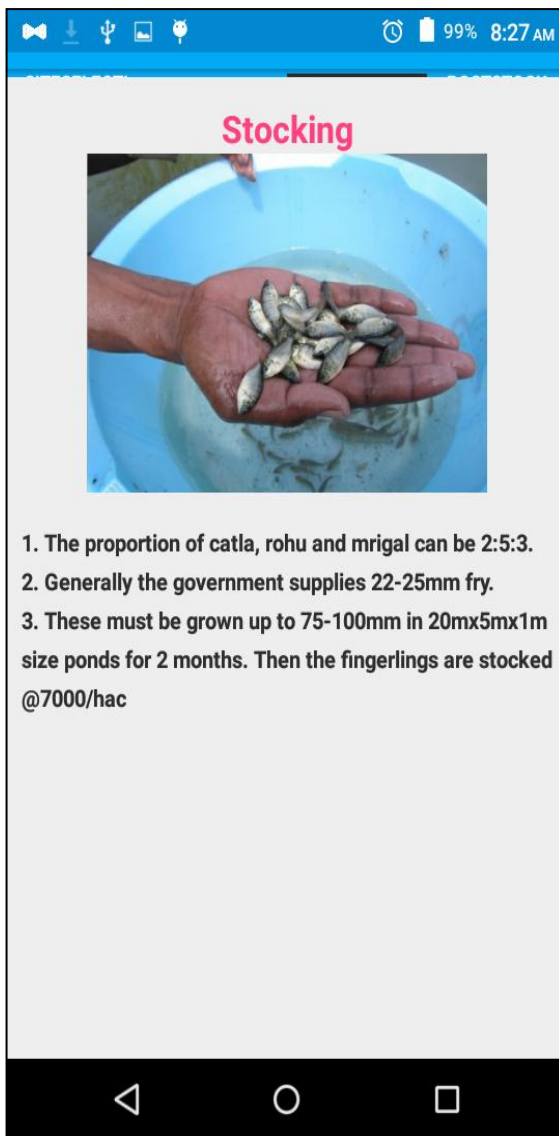 99% 8:27 AM
Stocking
1. The proportion of catla, rohu and mrigal can be 2:5:3.
2. Generally the government supplies 22-25mm fry.
3. These must be grown up to 75-100mm in 20mx5mx1m
size ponds for 2 months. Then the fingerlings are stocked
@7000/hac